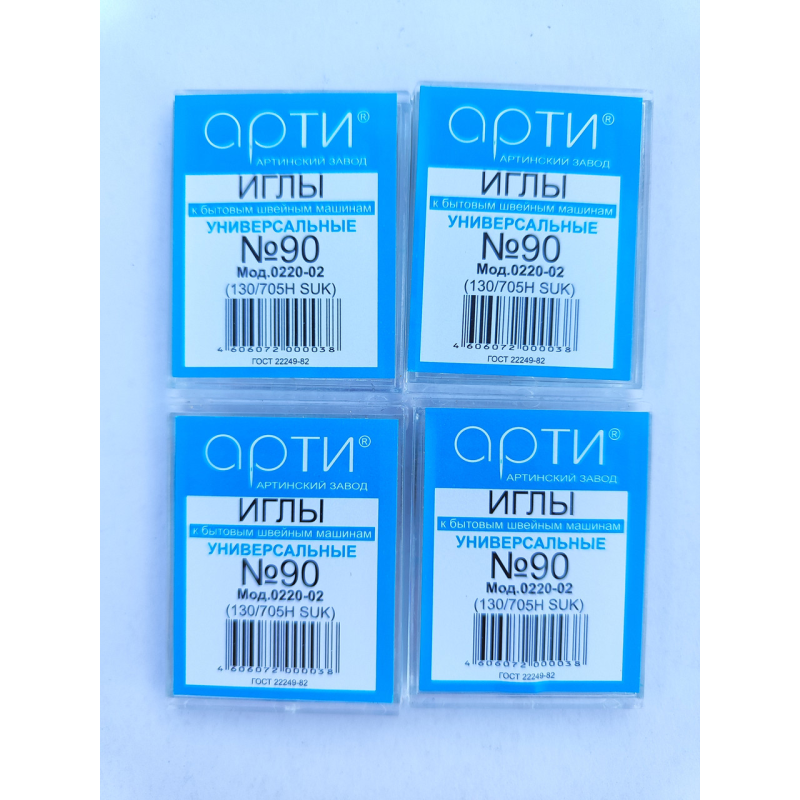 арти®
АРТИНСКИЙ ЗАВОД
ИГЛЫ
к бытовым швейным машинам
УНИВЕРСАЛЬНЫЕ
№90
Мод.0220-02
(130/705H SUK)
4 606072 000038
ГОСТ 22249-82
арти®
АРТИНСКИЙ ЗАВОД
ИГЛЫ
к бытовым швейным машинам
УНИВЕРСАЛЬНЫЕ
№90
Мод.0220-02
(130/705H SUK)
4 606072 000038
ГОСТ 22249-82
арти®
АРТИНСКИЙ ЗАВОД
ИГЛЫ
к бытовым швейным машинам
УНИВЕРСАЛЬНЫЕ
№90
Мод.0220-02
(130/705H SUK)
4 606072 000038
ГОСТ 22249-82
арти®
АРТИНСКИЙ ЗАВОД
ИГЛЫ
к бытовым швейным машинам
УНИВЕРСАЛЬНЫЕ
№90
Мод.0220-02
(130/705H SUK)
4 606072 000038
ГОСТ 22249-82